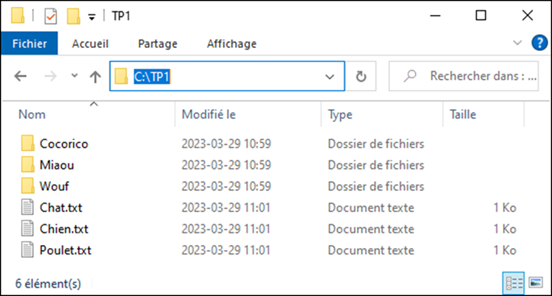 TP1
Fichier Accueil Partage Affichage
C:\TP1 Rechercher dans : ...
Nom Modifié le Type Taille
Cocorico 2023-03-29 10:59 Dossier de fichiers
Miaou 2023-03-29 10:59 Dossier de fichiers
Wouf 2023-03-29 10:59 Dossier de fichiers
Chat.txt 2023-03-29 11:01 Document texte 1 Ko
Chien.txt 2023-03-29 11:01 Document texte 1 Ko
Poulet.txt 2023-03-29 11:01 Document texte 1 Ko
6 élément(s)